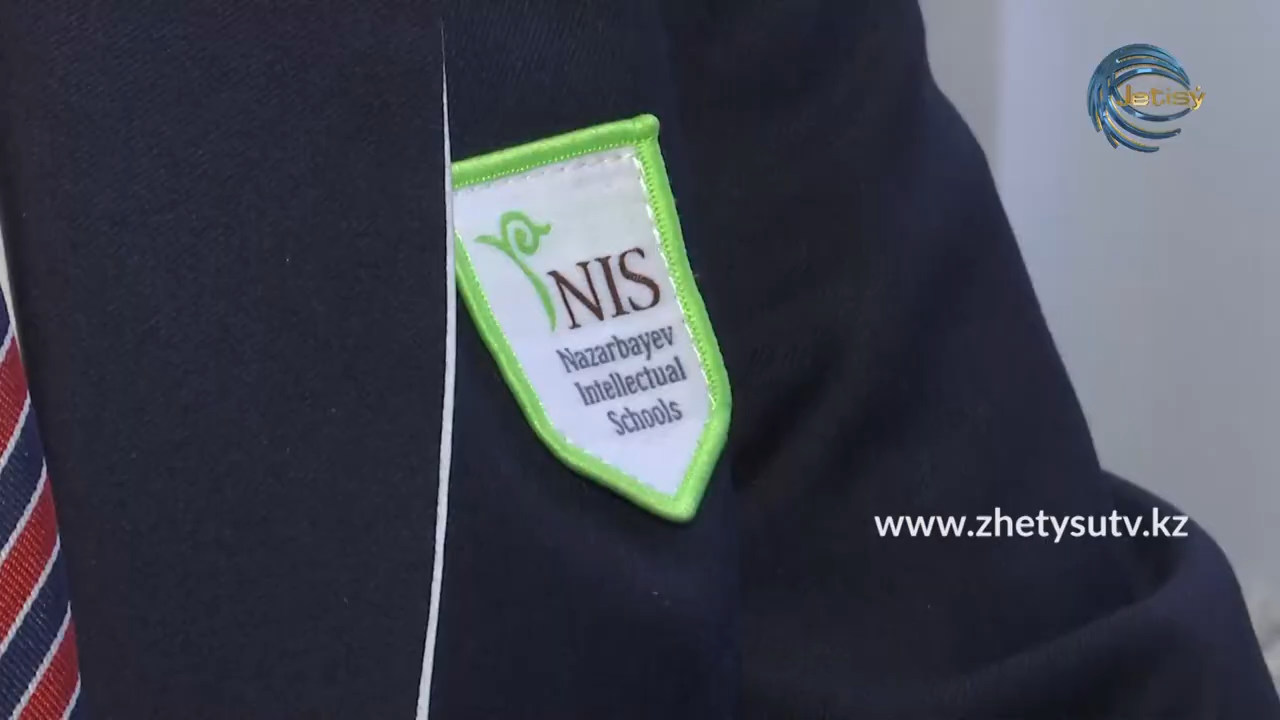 Jetisý
NIS
Nazarbayev
Intellectual
Schools
www.zhetysutv.kz